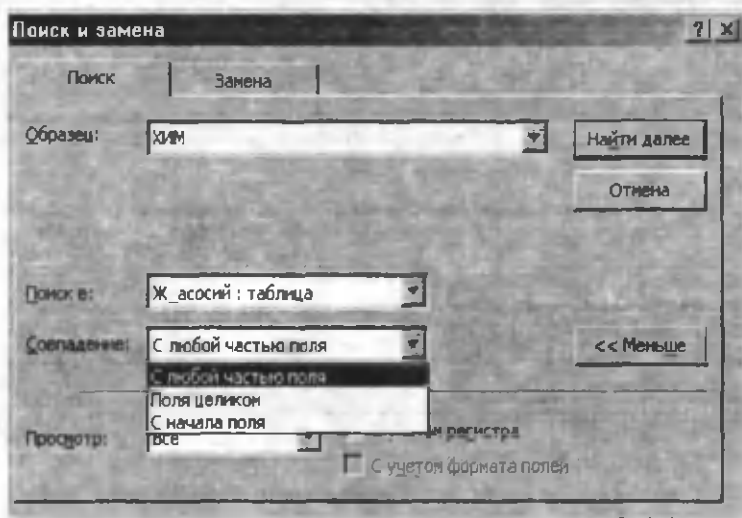 Поиск и замена
Поиск Замена
Образец: ХИМ Найти далее
Отмена
Поиск в: Ж_асосий : таблица
Совпадение: С любой частью поля << Меньше
С любой частью поля
Поля целиком
С начала поля
Просмотр: Все регистра
С учетом формата полей